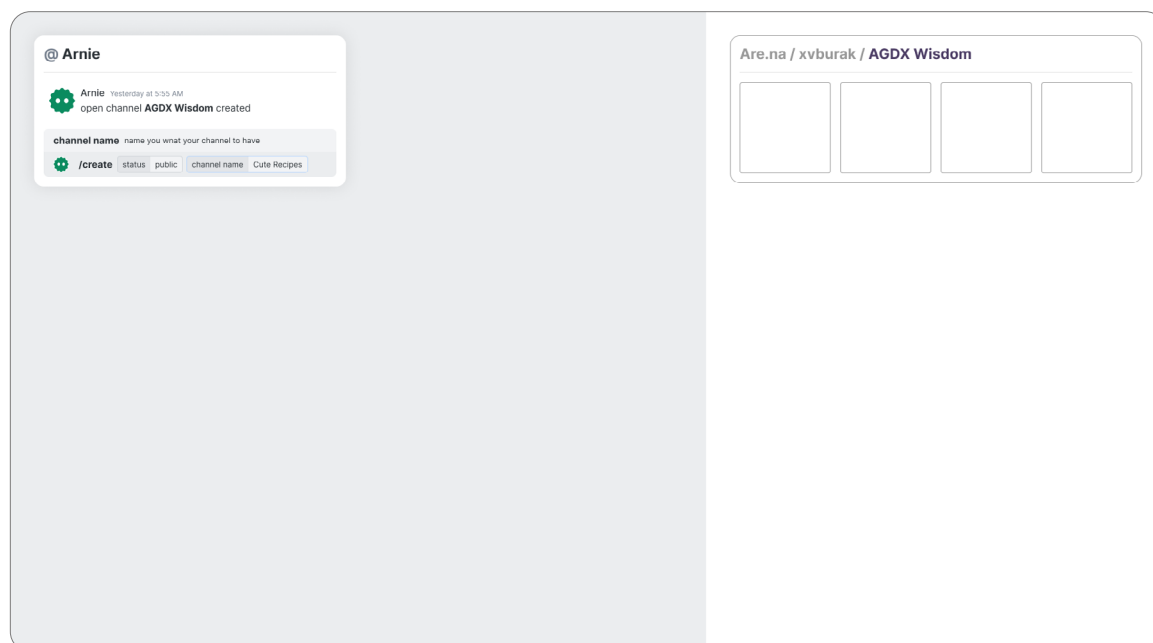 @ Arnie
Arnie Yesterday at 5:55 AM
open channel AGDX Wisdom created
channel name name you wnat your channel to have
/create status public channel name Cute Recipes
Are.na / xvburak / AGDX Wisdom